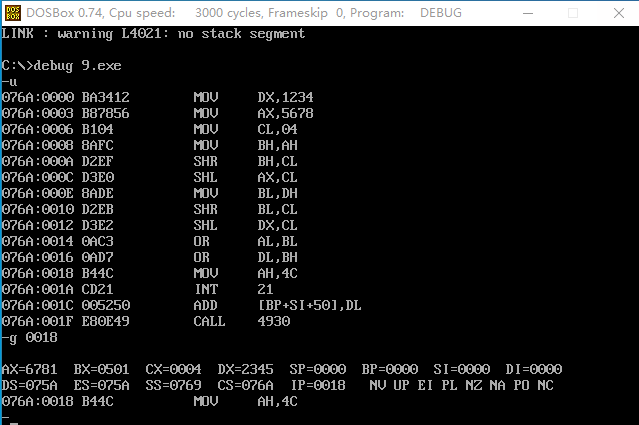 DOSBox 0.74, Cpu speed: 3000 cycles, Frameskip 0, Program: DEBUG
LINK : warning L4021: no stack segment
C:\>debug 9.exe
-u
076A:0000 BA3412 MOV DX,1234
076A:0003 B87856 MOV AX,5678
076A:0006 B104 MOV CL,04
076A:0008 8AFC MOV BH,AH
076A:000A D2EF SHR BH,CL
076A:000C D3E0 SHL AX,CL
076A:000E 8ADE MOV BL,DH
076A:0010 D2EB SHR BL,CL
076A:0012 D3E2 SHL DX,CL
076A:0014 0AC3 OR AL,BL
076A:0016 0AD7 OR DL,BH
076A:0018 B44C MOV AH,4C
076A:001A CD21 INT 21
076A:001C 005250 ADD [BP+SI+50],DL
076A:001F E80E49 CALL 4930
-g 0018
AX=6781 BX=0501 CX=0004 DX=2345 SP=0000 BP=0000 SI=0000 DI=0000
DS=075A ES=075A SS=0769 CS=076A IP=0018 NV UP EI PL NZ NA PO NC
076A:0018 B44C MOV AH,4C
-